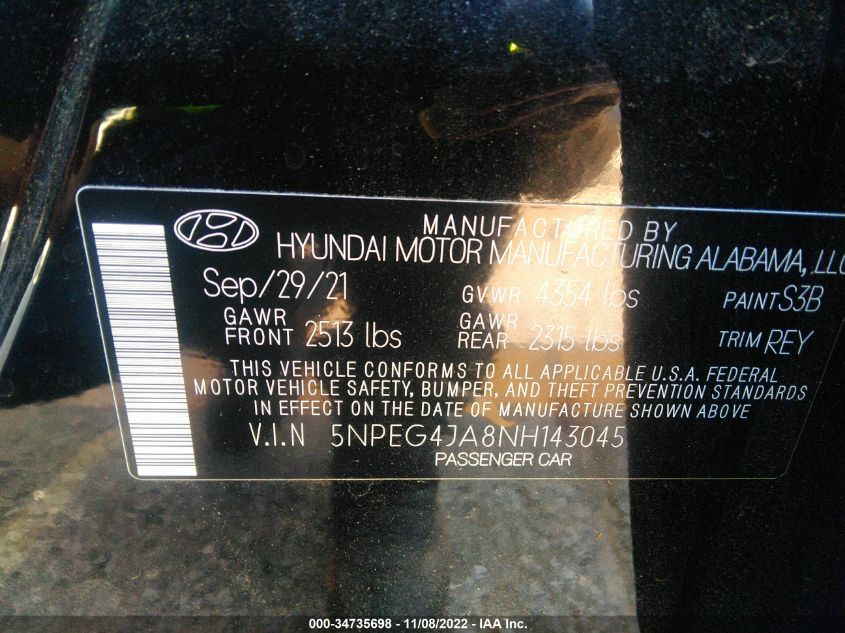 MANUFACTURED BY
HYUNDAI MOTOR MANUFACTURING ALABAMA, LLC
Sep/29/21 GVWR 4354 lbs PAINT S3B
GAWR FRONT 2513 lbs GAWR REAR 2315 lbs TRIM REY
THIS VEHICLE CONFORMS TO ALL APPLICABLE U.S.A. FEDERAL
MOTOR VEHICLE SAFETY, BUMPER, AND THEFT PREVENTION STANDARDS
IN EFFECT ON THE DATE OF MANUFACTURE SHOWN ABOVE
V.I.N 5NPEG4JA8NH143045
PASSENGER CAR
000-34735698 - 11/08/2022 - IAA Inc.